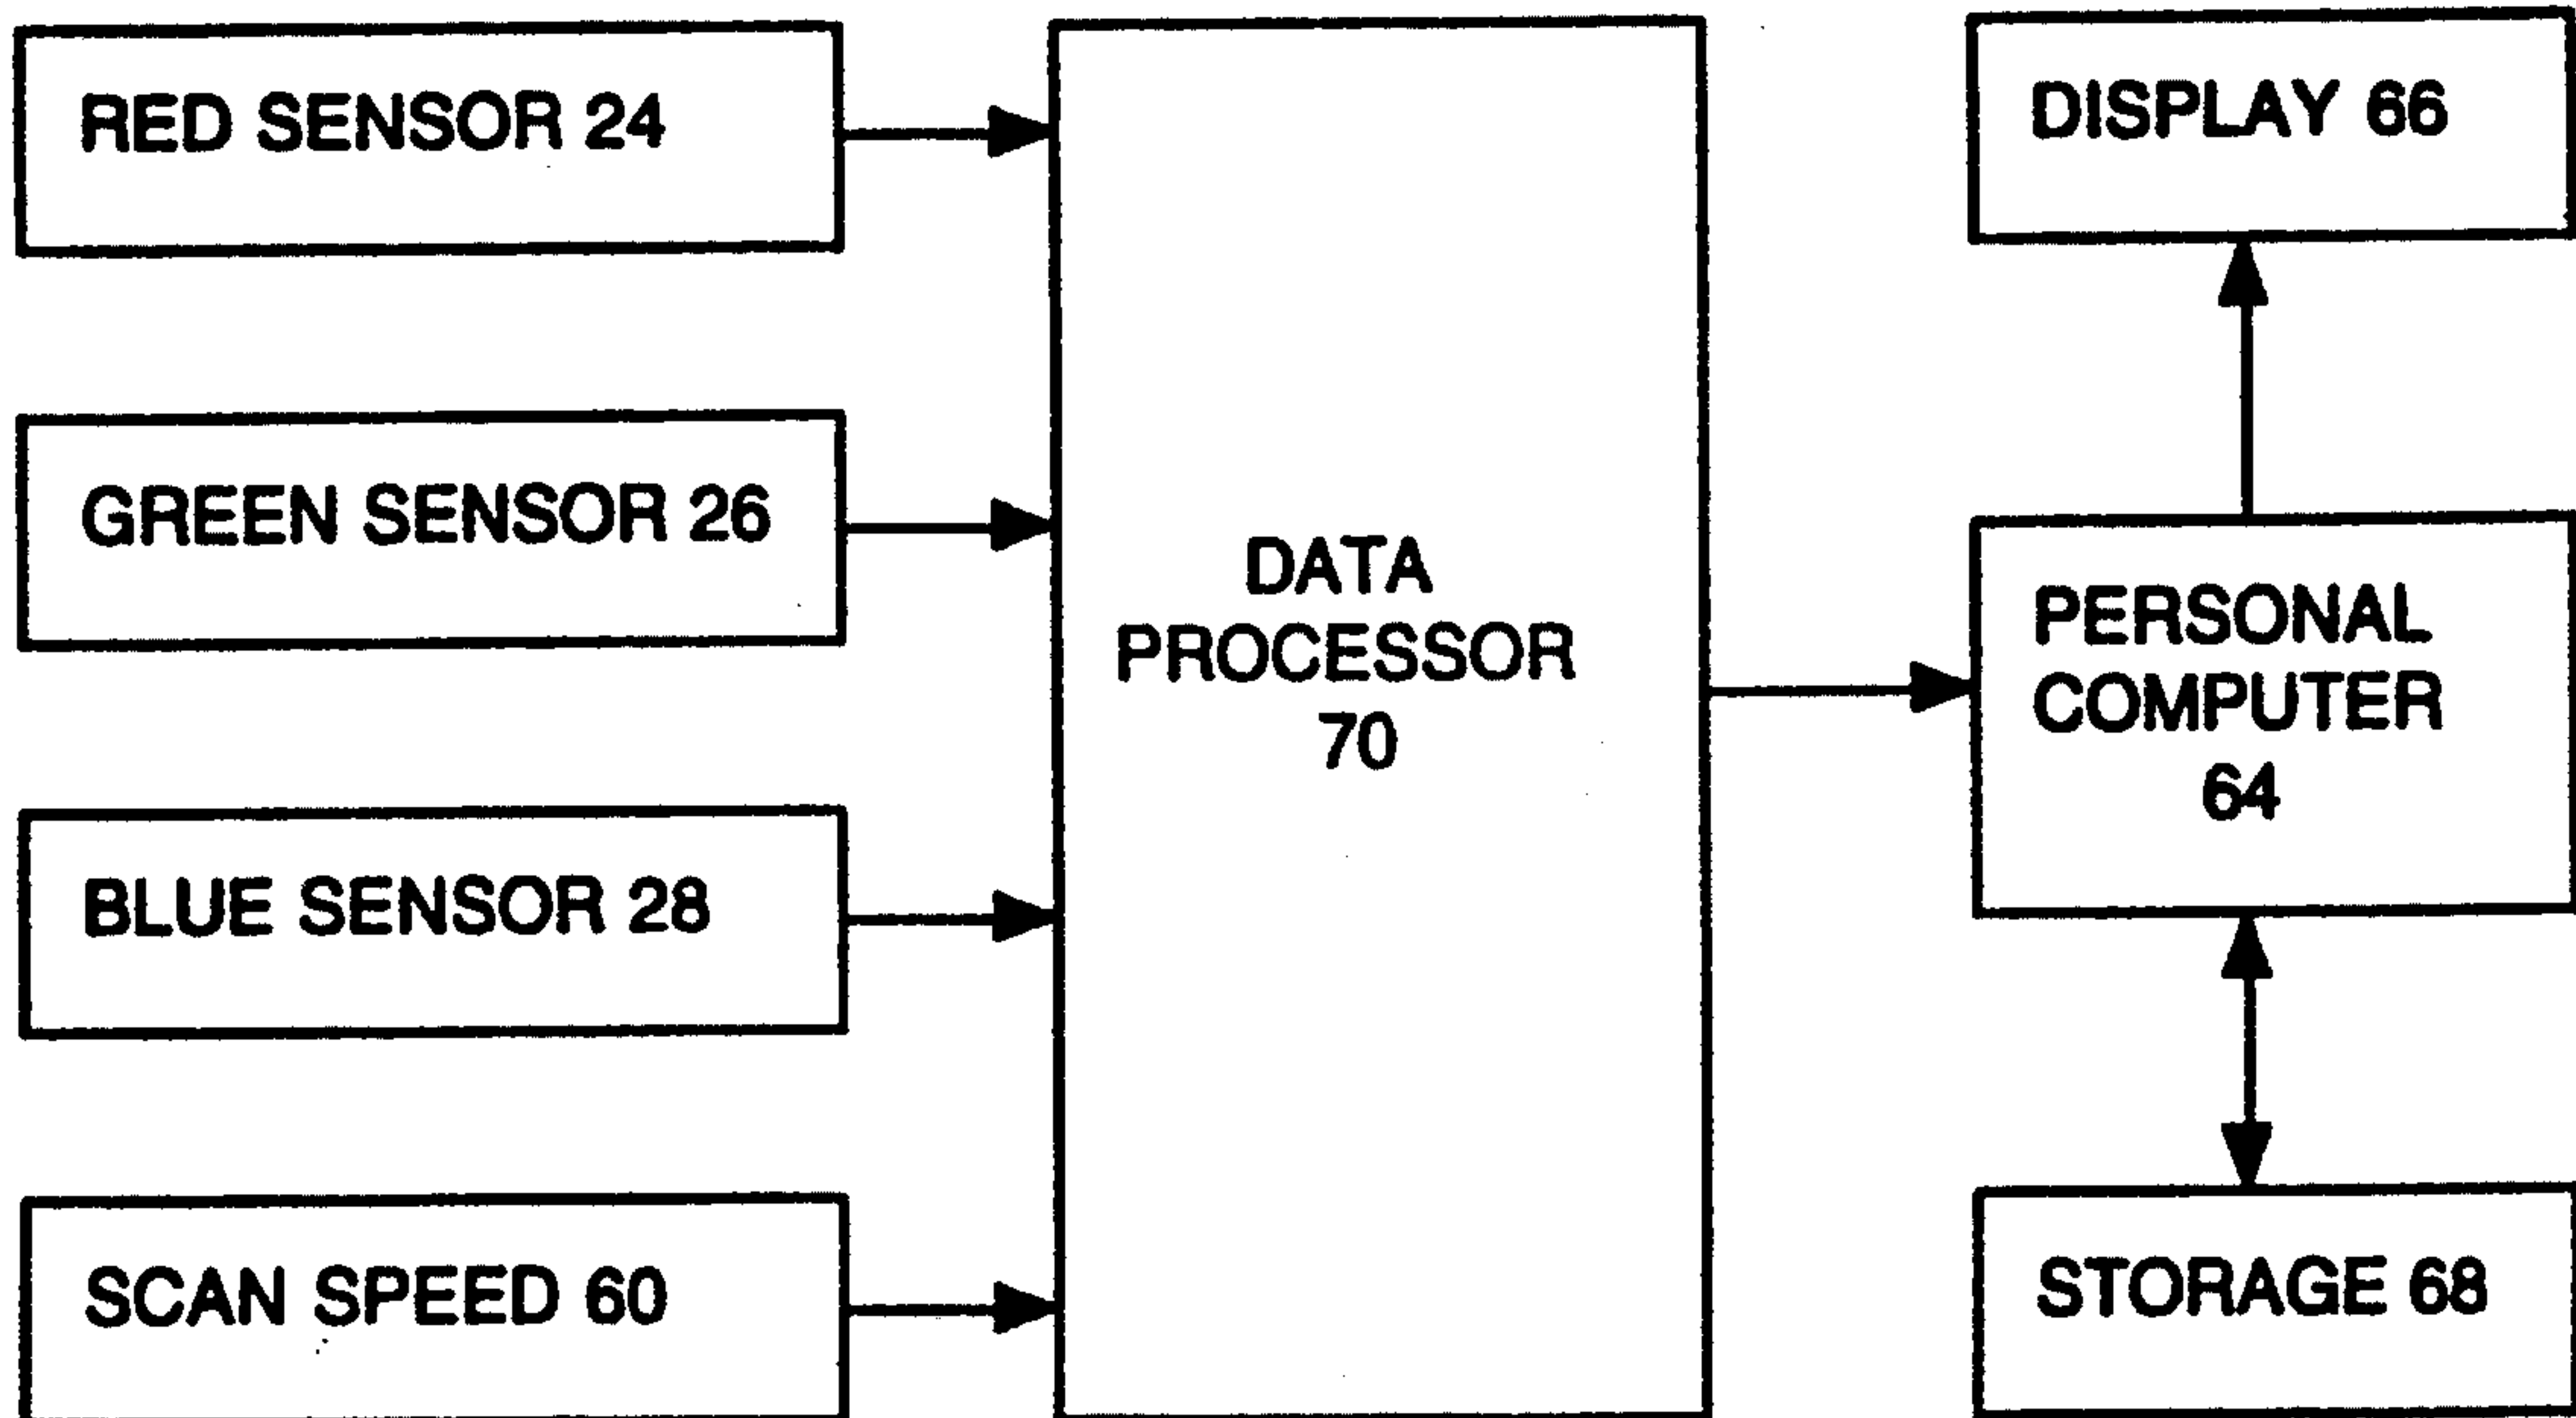 RED SENSOR 24
GREEN SENSOR 26
BLUE SENSOR 28
SCAN SPEED 60
DATA
PROCESSOR
70
DISPLAY 66
PERSONAL
COMPUTER
64
STORAGE 68